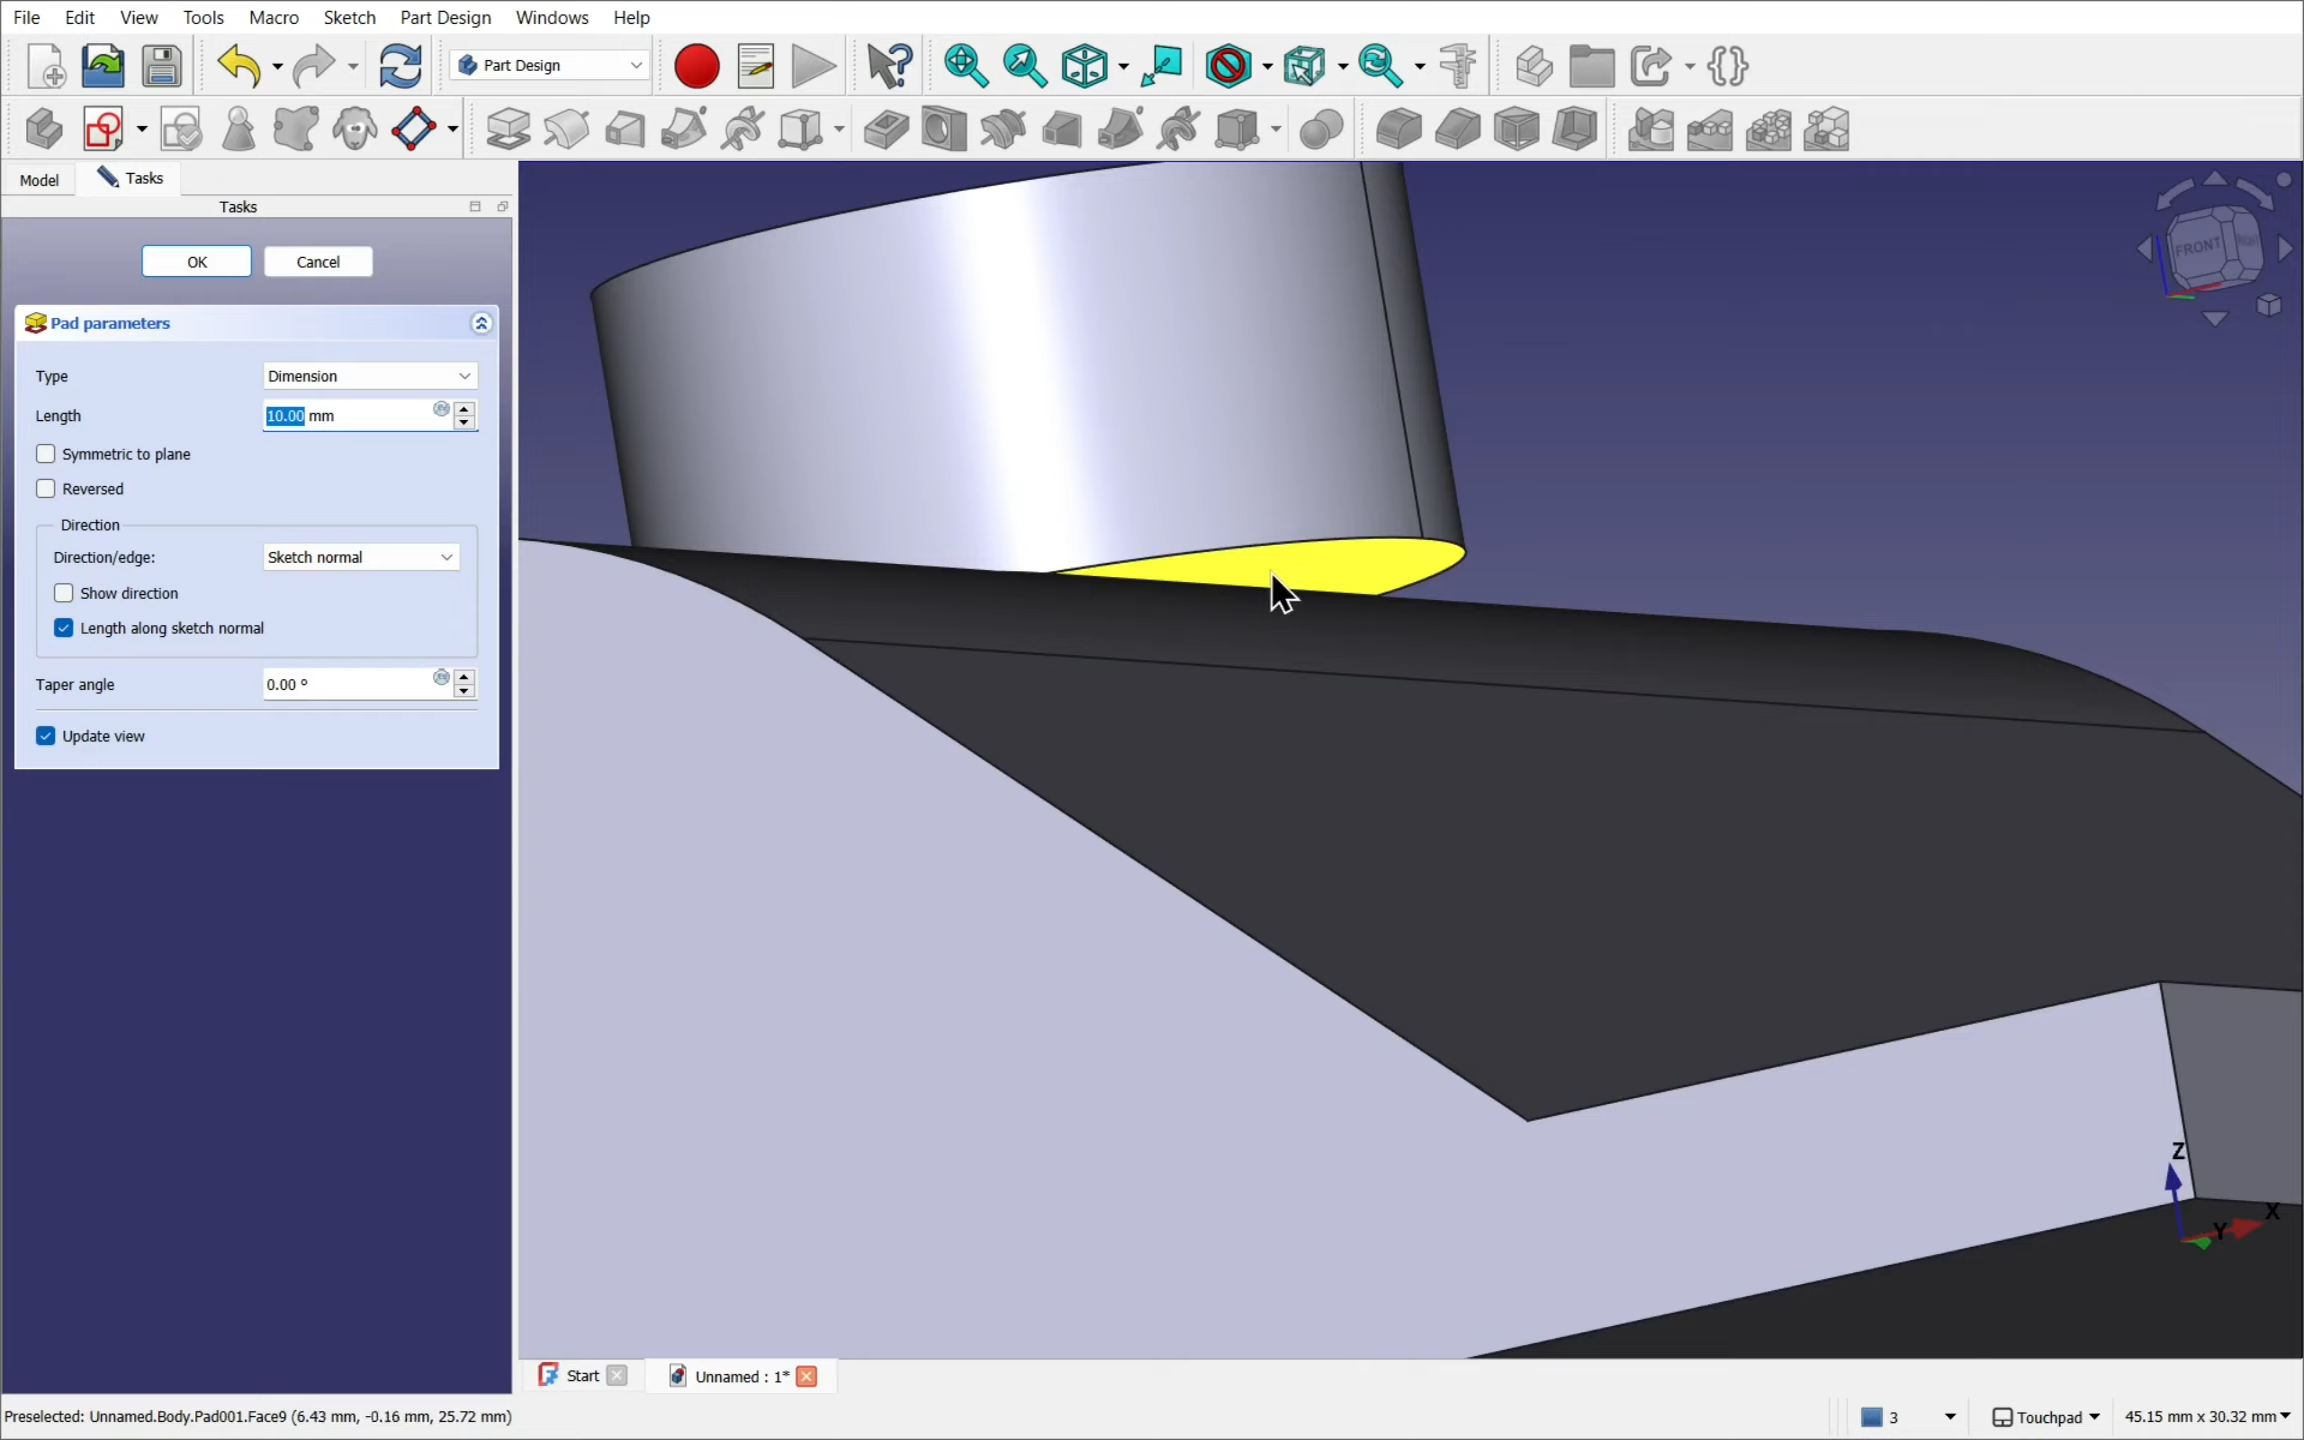 File Edit View Tools Macro Sketch Part Design Windows Help
Part Design
Model Tasks
Tasks
OK Cancel
Pad parameters
Type Dimension
Length 10.00 mm
Symmetric to plane
Reversed
Direction
Direction/edge: Sketch normal
Show direction
Length along sketch normal
Taper angle 0.00 °
Update view
FRONT RIGHT
Z
X
Y
Start Unnamed : 1*
Preselected: Unnamed.Body.Pad001.Face9 (6.43 mm, -0.16 mm, 25.72 mm) 3 Touchpad 45.15 mm x 30.32 mm